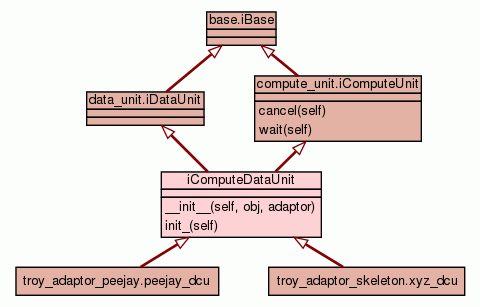 base.iBase
data_unit.iDataUnit
compute_unit.iComputeUnit
cancel(self)
wait(self)
iComputeDataUnit
__init__(self, obj, adaptor)
init_(self)
troy_adaptor_peejay.peejay_dcu
troy_adaptor_skeleton.xyz_dcu